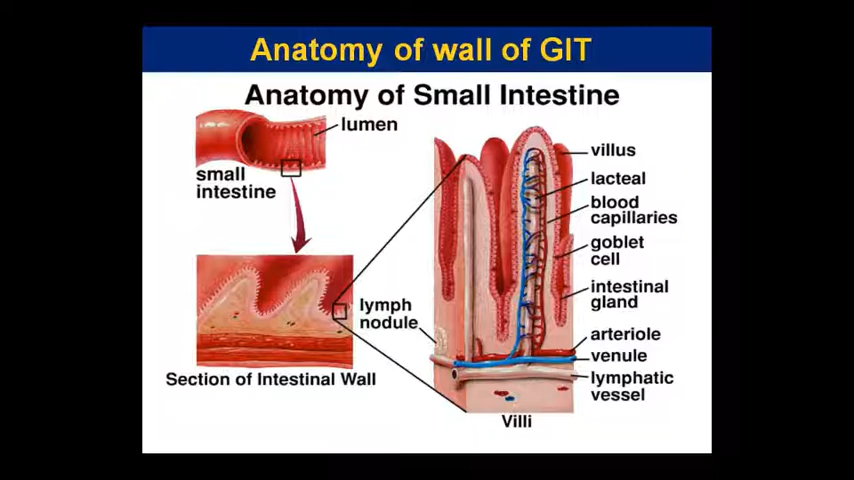 Anatomy of wall of GIT
Anatomy of Small Intestine
lumen
small
intestine
villus
lacteal
blood
capillaries
goblet
cell
intestinal
gland
lymph
nodule
arteriole
venule
lymphatic
vessel
Section of Intestinal Wall
Villi